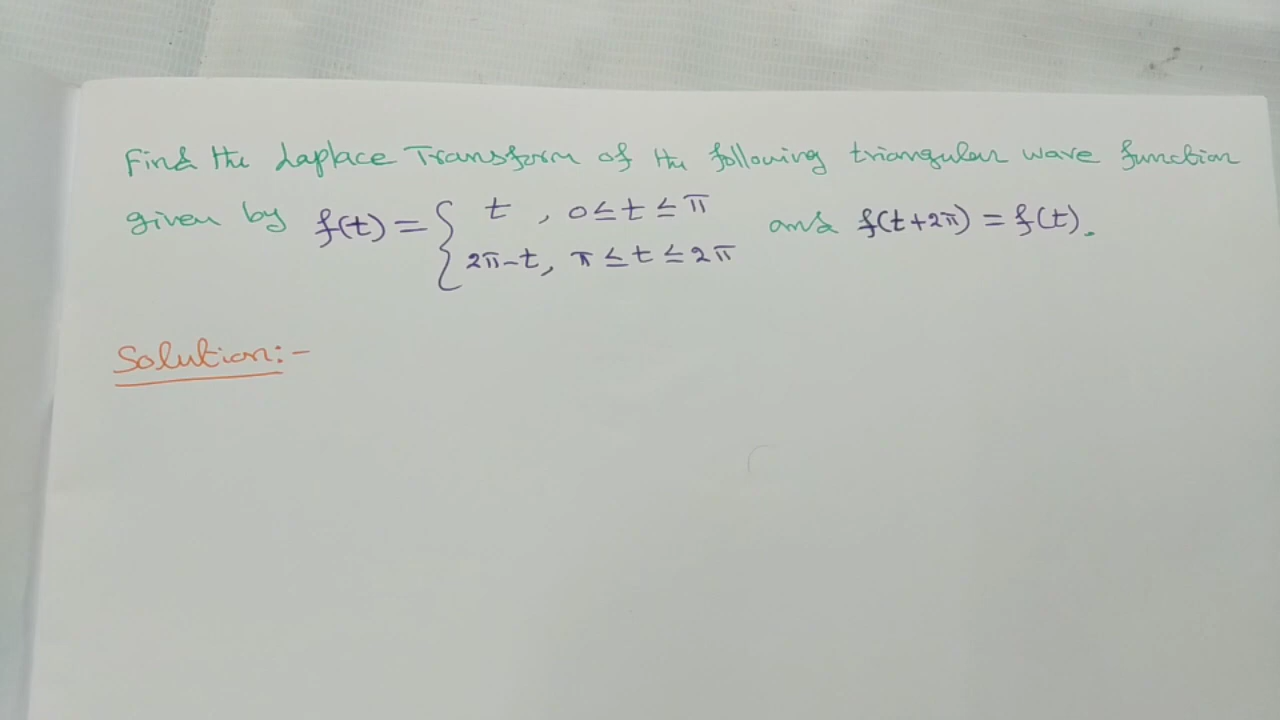 Find the Laplace Transform of the following triangular wave function
given by f(t) = { t , 0 ≤ t ≤ π and f(t+2π) = f(t).
2π-t, π ≤ t ≤ 2π
Solution:-